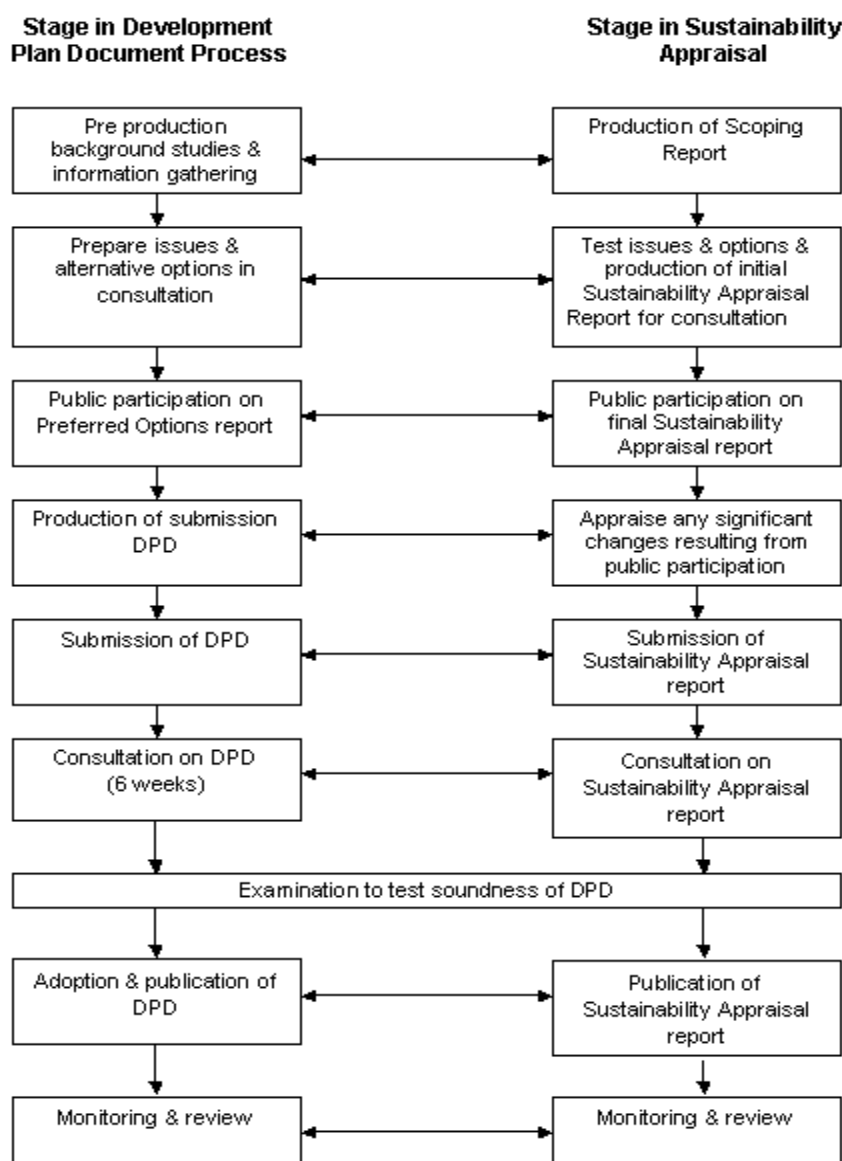 Stage in Development
Plan Document Process
Stage in Sustainability
Appraisal
Pre production
background studies &
information gathering
Production of Scoping
Report
Prepare issues &
alternative options in
consultation
Test issues & options &
production of initial
Sustainability Appraisal
Report for consultation
Public participation on
Preferred Options report
Public participation on
final Sustainability
Appraisal report
Production of submission
DPD
Appraise any significant
changes resulting from
public participation
Submission of DPD
Submission of
Sustainability Appraisal
report
Consultation on DPD
(6 weeks)
Consultation on
Sustainability Appraisal
report
Examination to test soundness of DPD
Adoption & publication of
DPD
Publication of
Sustainability Appraisal
report
Monitoring & review
Monitoring & review